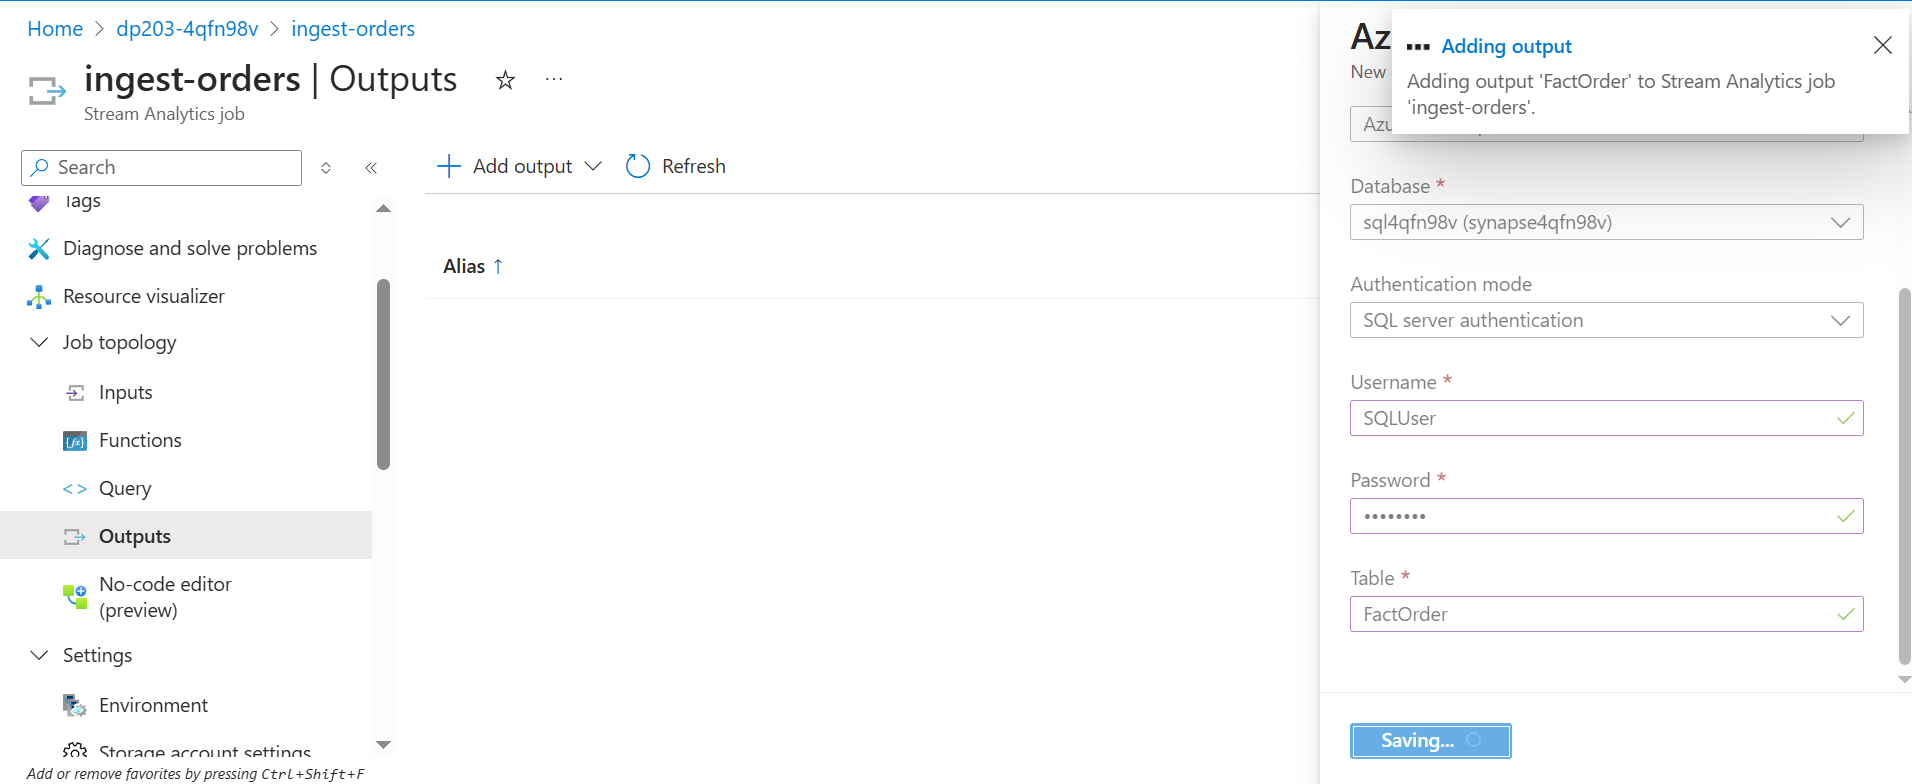 Home > dp203-4qfn98v > ingest-orders
ingest-orders | Outputs
Stream Analytics job
Search
Tags
Diagnose and solve problems
Resource visualizer
Job topology
Inputs
Functions
Query
Outputs
No-code editor
(preview)
Settings
Environment
Storage account settings
Add or remove favorites by pressing Ctrl+Shift+F
Add output
Refresh
Alias ↑
Az
New
Azu
Adding output
Adding output 'FactOrder' to Stream Analytics job
'ingest-orders'.
Database *
sql4qfn98v (synapse4qfn98v)
Authentication mode
SQL server authentication
Username *
SQLUser
Password *
••••••••
Table *
FactOrder
Saving...